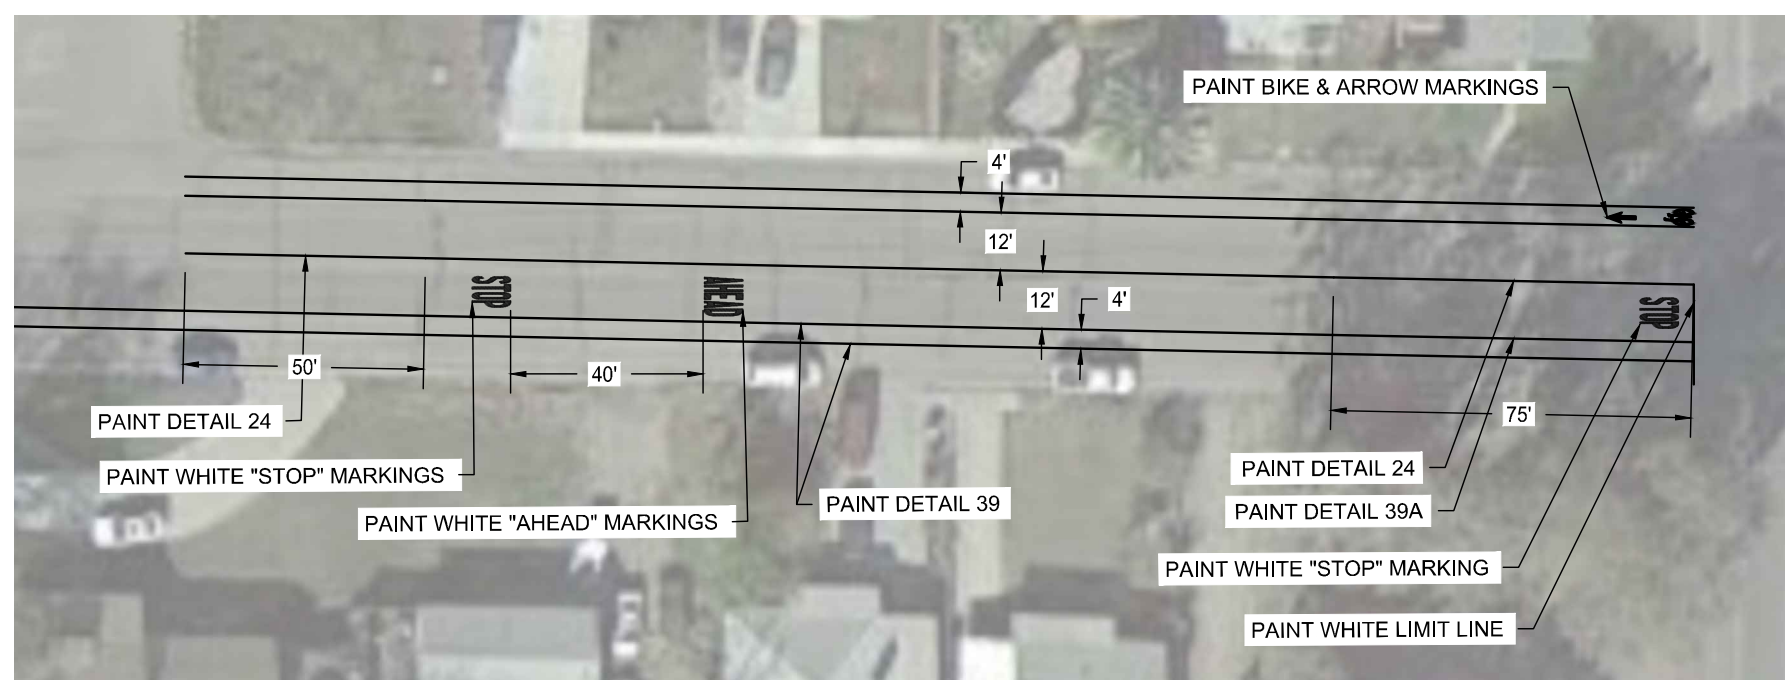 PAINT BIKE & ARROW MARKINGS
4'
12'
STOP
AHEAD
12'
4'
STOP
50'
40'
75'
PAINT DETAIL 24
PAINT WHITE "STOP" MARKINGS
PAINT WHITE "AHEAD" MARKINGS
PAINT DETAIL 39
PAINT DETAIL 24
PAINT DETAIL 39A
PAINT WHITE "STOP" MARKING
PAINT WHITE LIMIT LINE